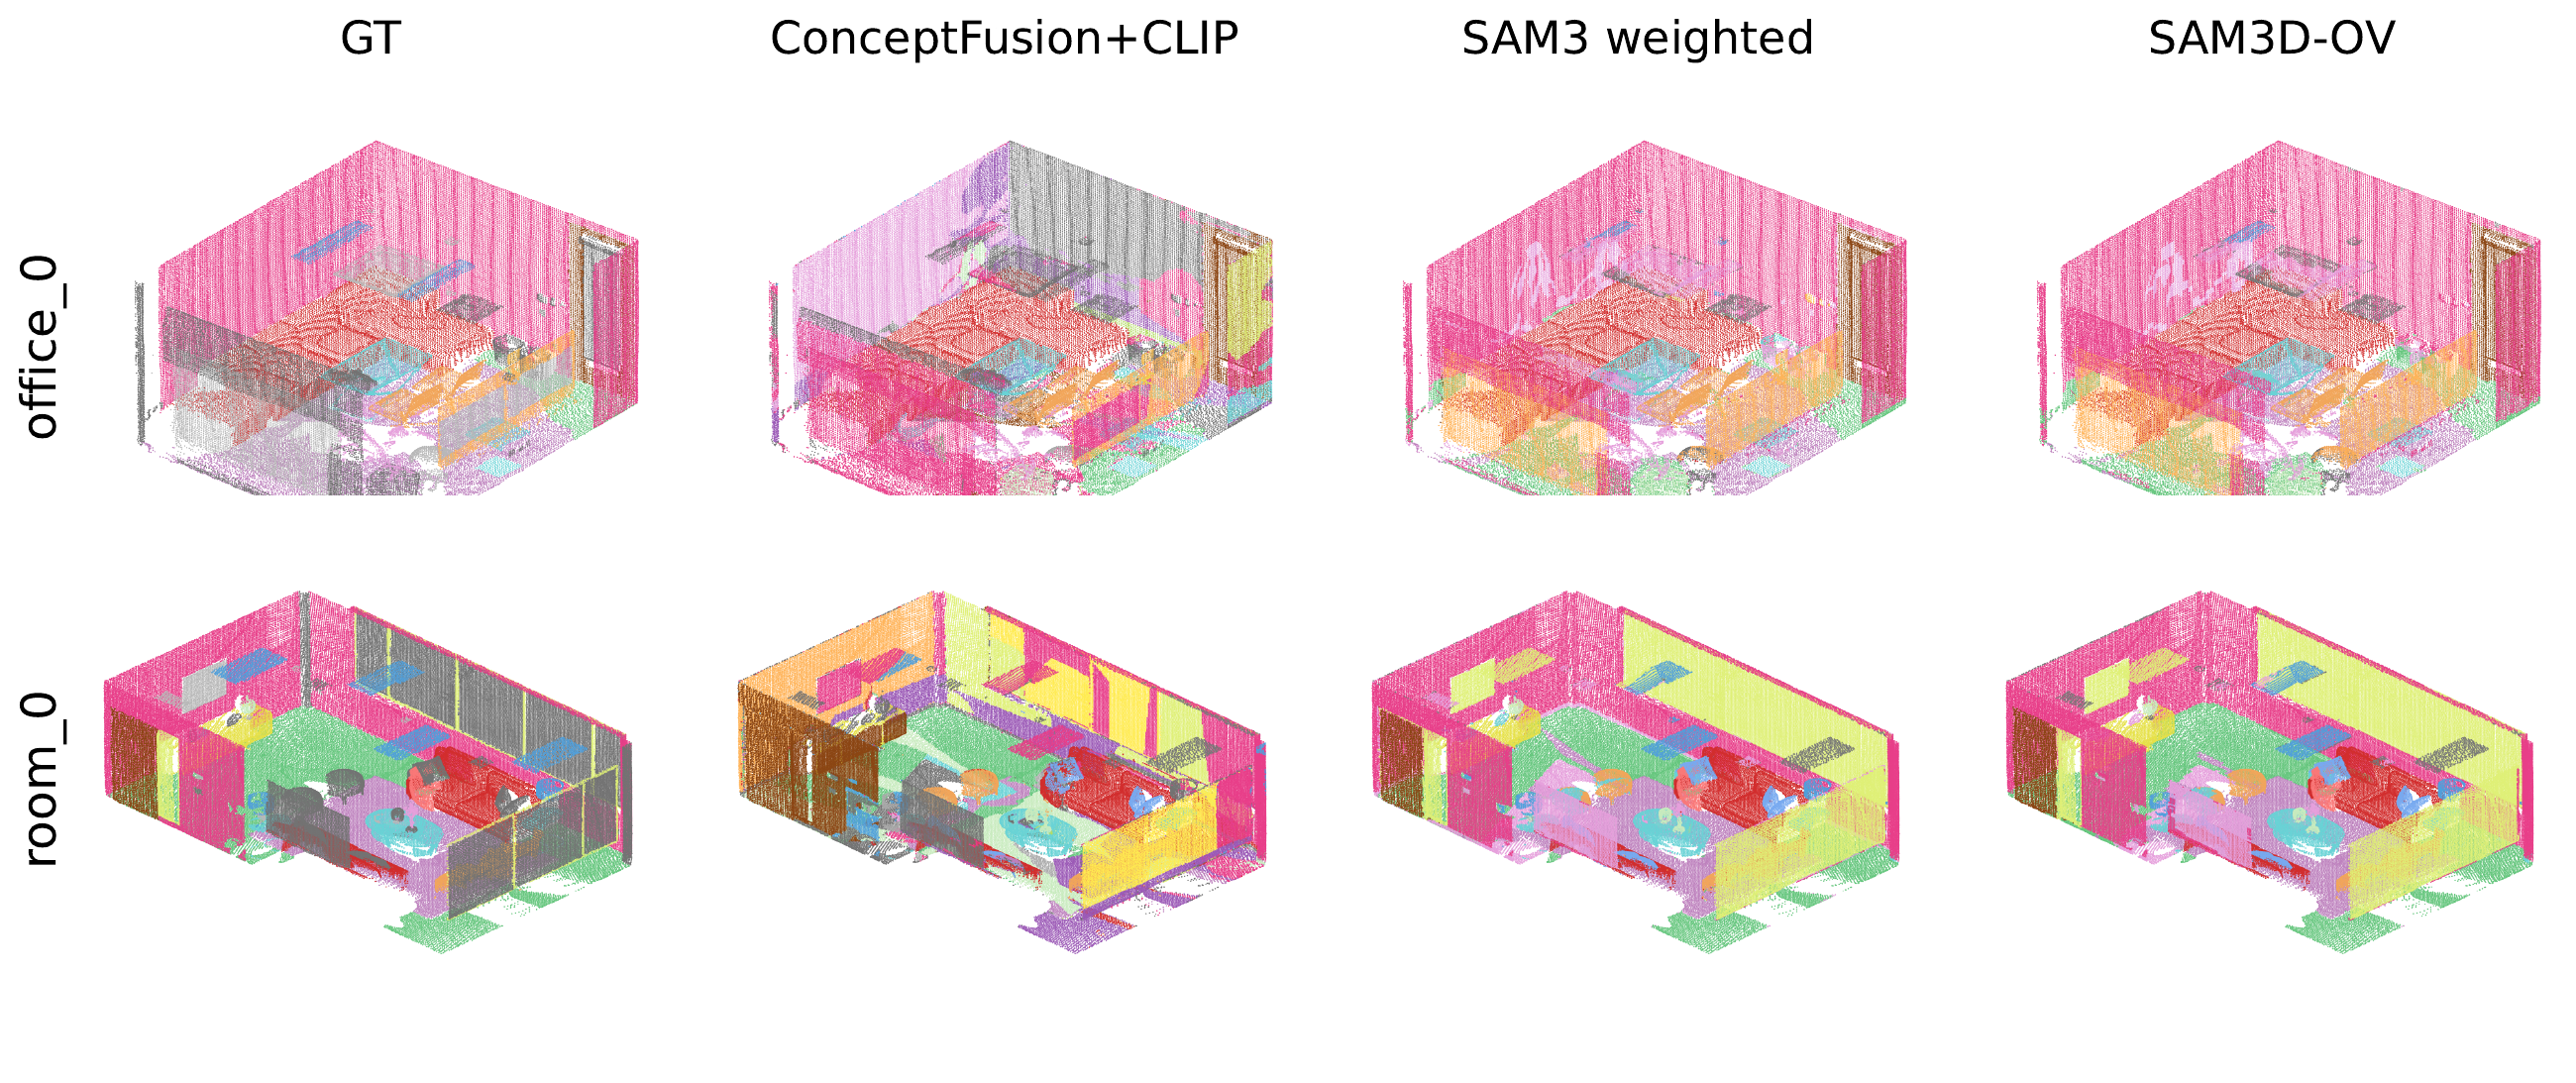 GT
ConceptFusion+CLIP
SAM3 weighted
SAM3D-OV
office_0
room_0